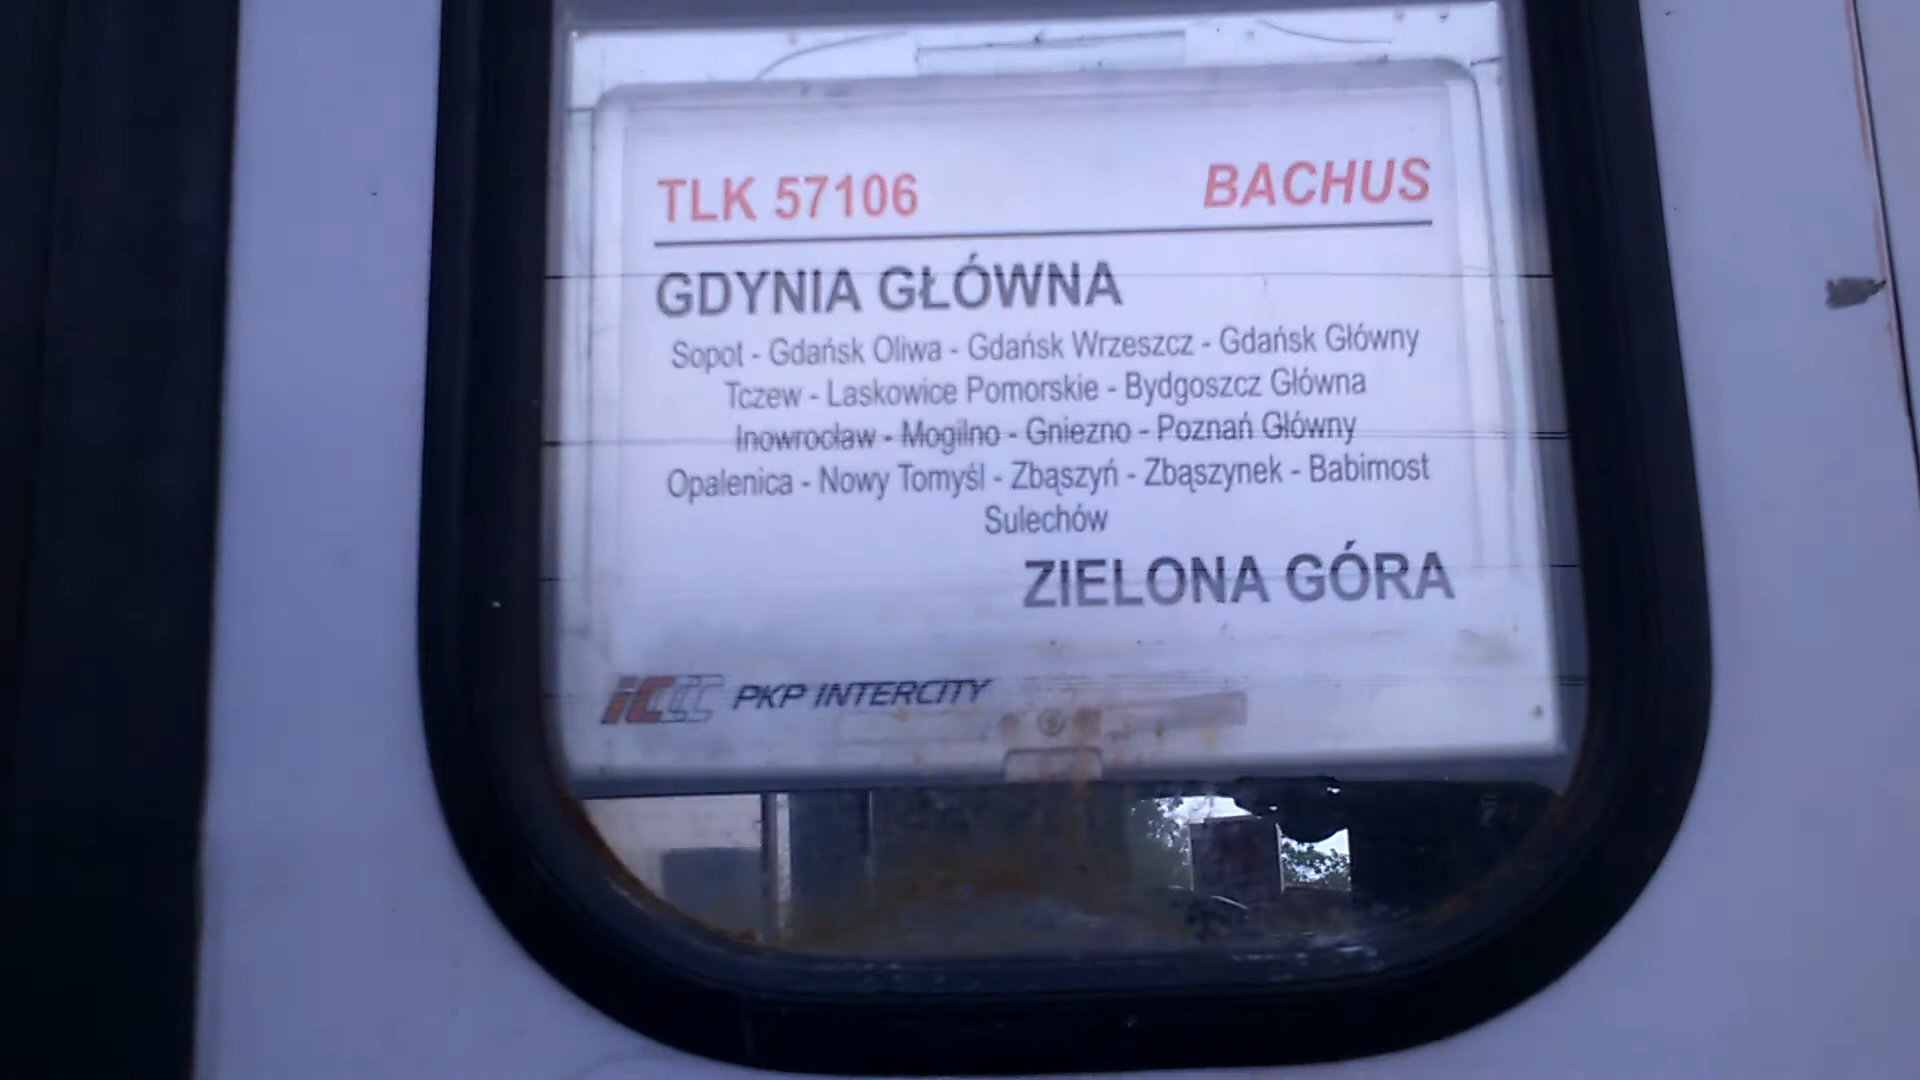 TLK 57106 BACHUS
GDYNIA GŁÓWNA
Sopot - Gdańsk Oliwa - Gdańsk Wrzeszcz - Gdańsk Główny
Tczew - Laskowice Pomorskie - Bydgoszcz Główna
Inowrocław - Mogilno - Gniezno - Poznań Główny
Opalenica - Nowy Tomyśl - Zbąszyń - Zbąszynek - Babimost
Sulechów
ZIELONA GÓRA
IC PKP INTERCITY